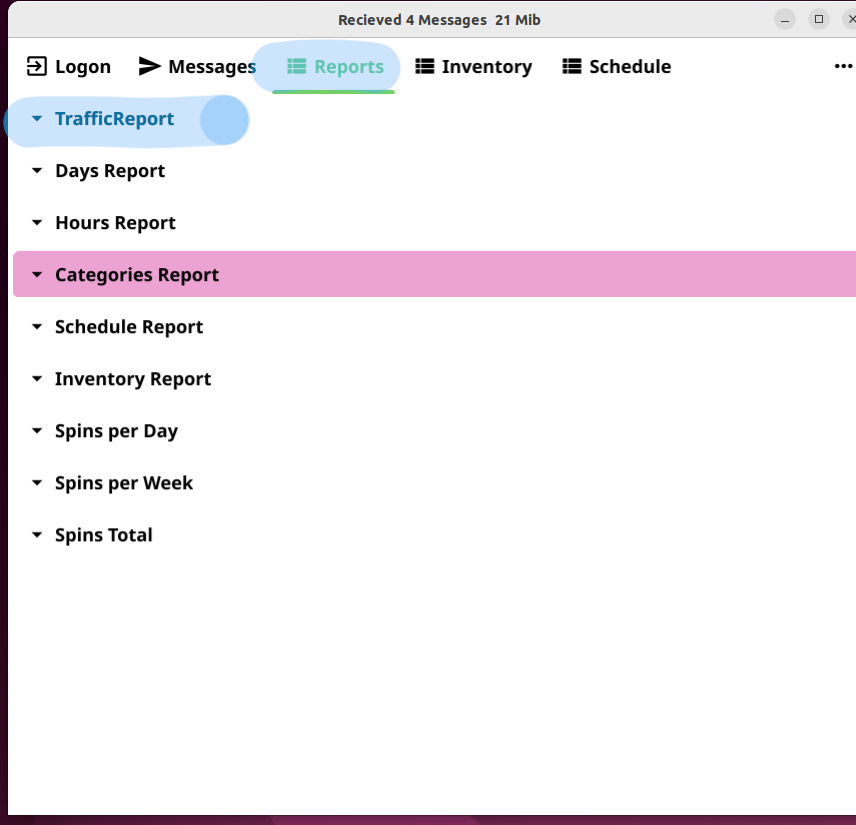 Recieved 4 Messages 21 Mib
Logon Messages Reports Inventory Schedule
TrafficReport
Days Report
Hours Report
Categories Report
Schedule Report
Inventory Report
Spins per Day
Spins per Week
Spins Total